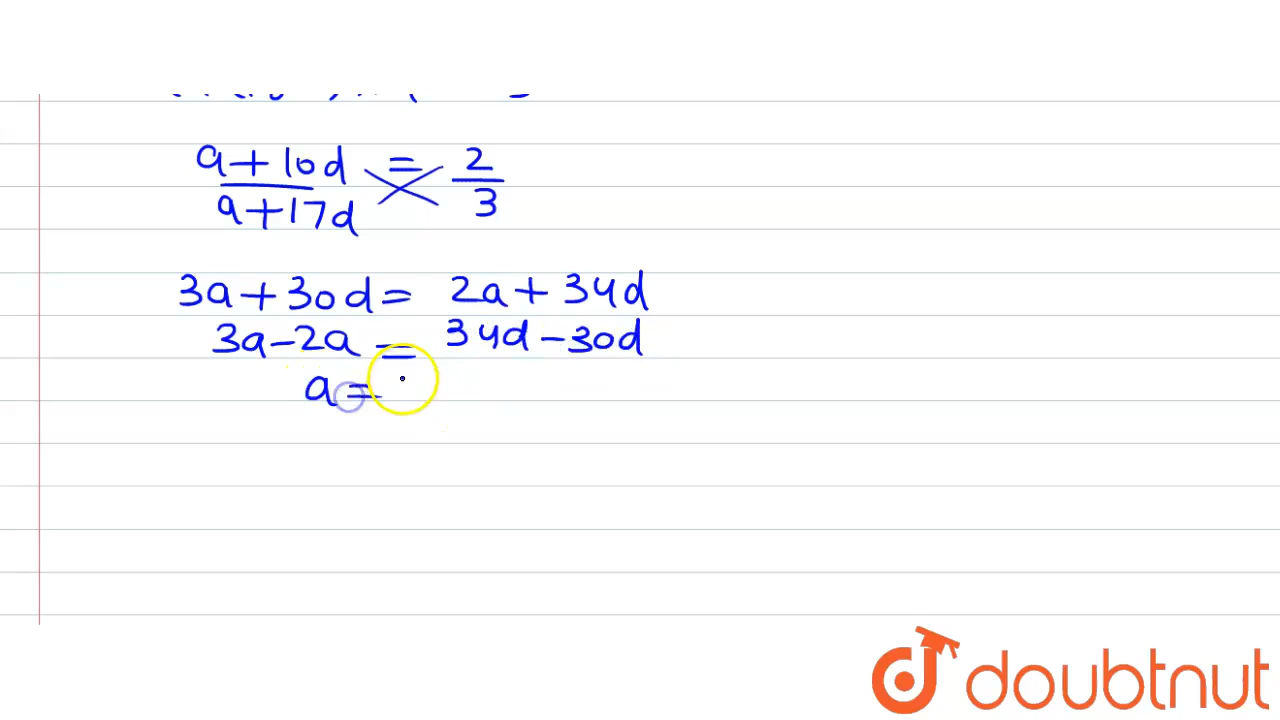 a+10d = 2
a+17d 3
3a+30d = 2a+34d
3a-2a = 34d-30d
a =
doubtnut